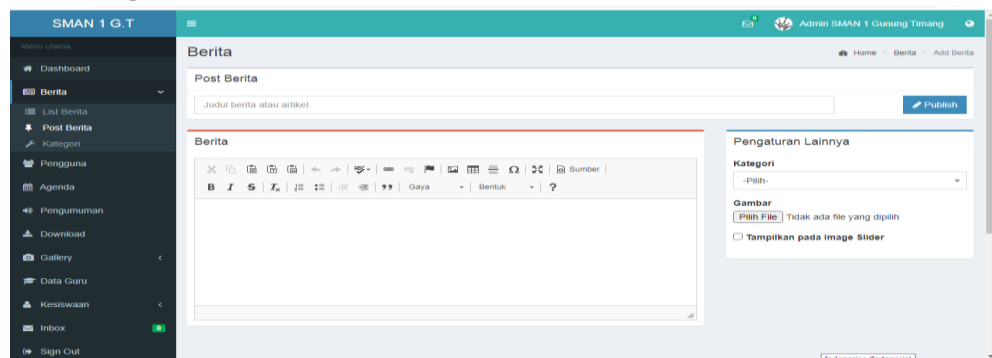 SMAN 1 G.T
0
Admin SMAN 1 Gunung Timang
Menu Utama
Dashboard
Berita
List Berita
Post Berita
Kategori
Pengguna
Agenda
Pengumuman
Download
Gallery
Data Guru
Kesiswaan
Inbox 0
Sign Out
Berita
Home > Berita > Add Berita
Post Berita
Judul berita atau artikel
Publish
Berita
Sumber
B I S Tx Gaya Bentuk ?
Pengaturan Lainnya
Kategori
-Pilih-
Gambar
Pilih File Tidak ada file yang dipilih
Tampilkan pada Image Slider